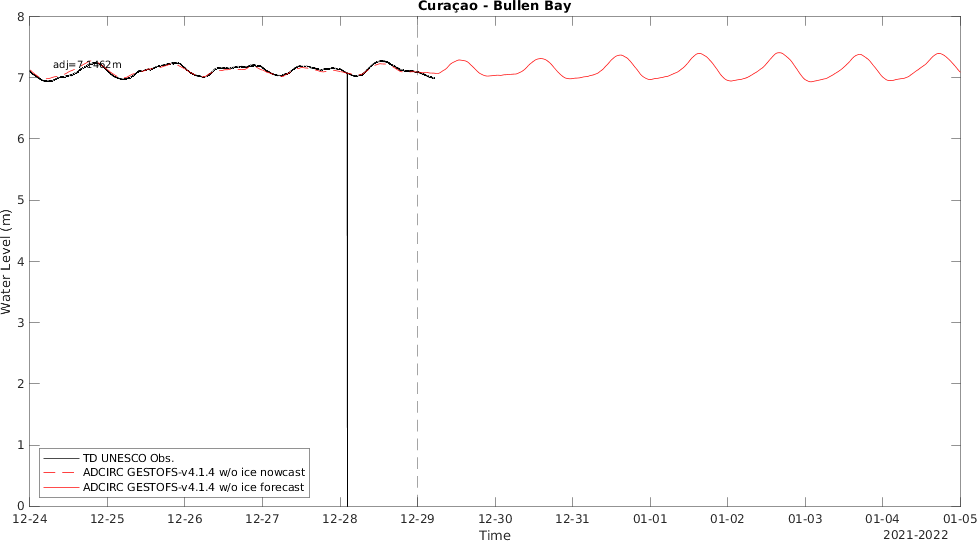 Curaçao - Bullen Bay
8
7
6
5
4
3
2
1
0
Water Level (m)
adj=7.1462m
TD UNESCO Obs.
ADCIRC GESTOFS-v4.1.4 w/o ice nowcast
ADCIRC GESTOFS-v4.1.4 w/o ice forecast
12-24 12-25 12-26 12-27 12-28 12-29 12-30 12-31 01-01 01-02 01-03 01-04 01-05
Time
2021-2022